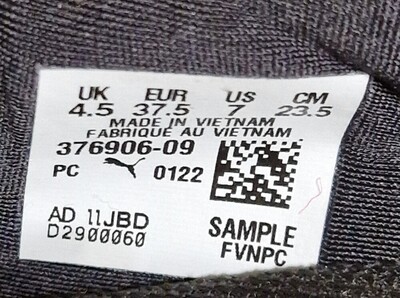 UK EUR US CM
4.5 37.5 7 23.5
MADE IN VIETNAM
FABRIQUÉ AU VIETNAM
376906-09
PC 0122
AD 11JBD
D2900060
SAMPLE
FVNPC